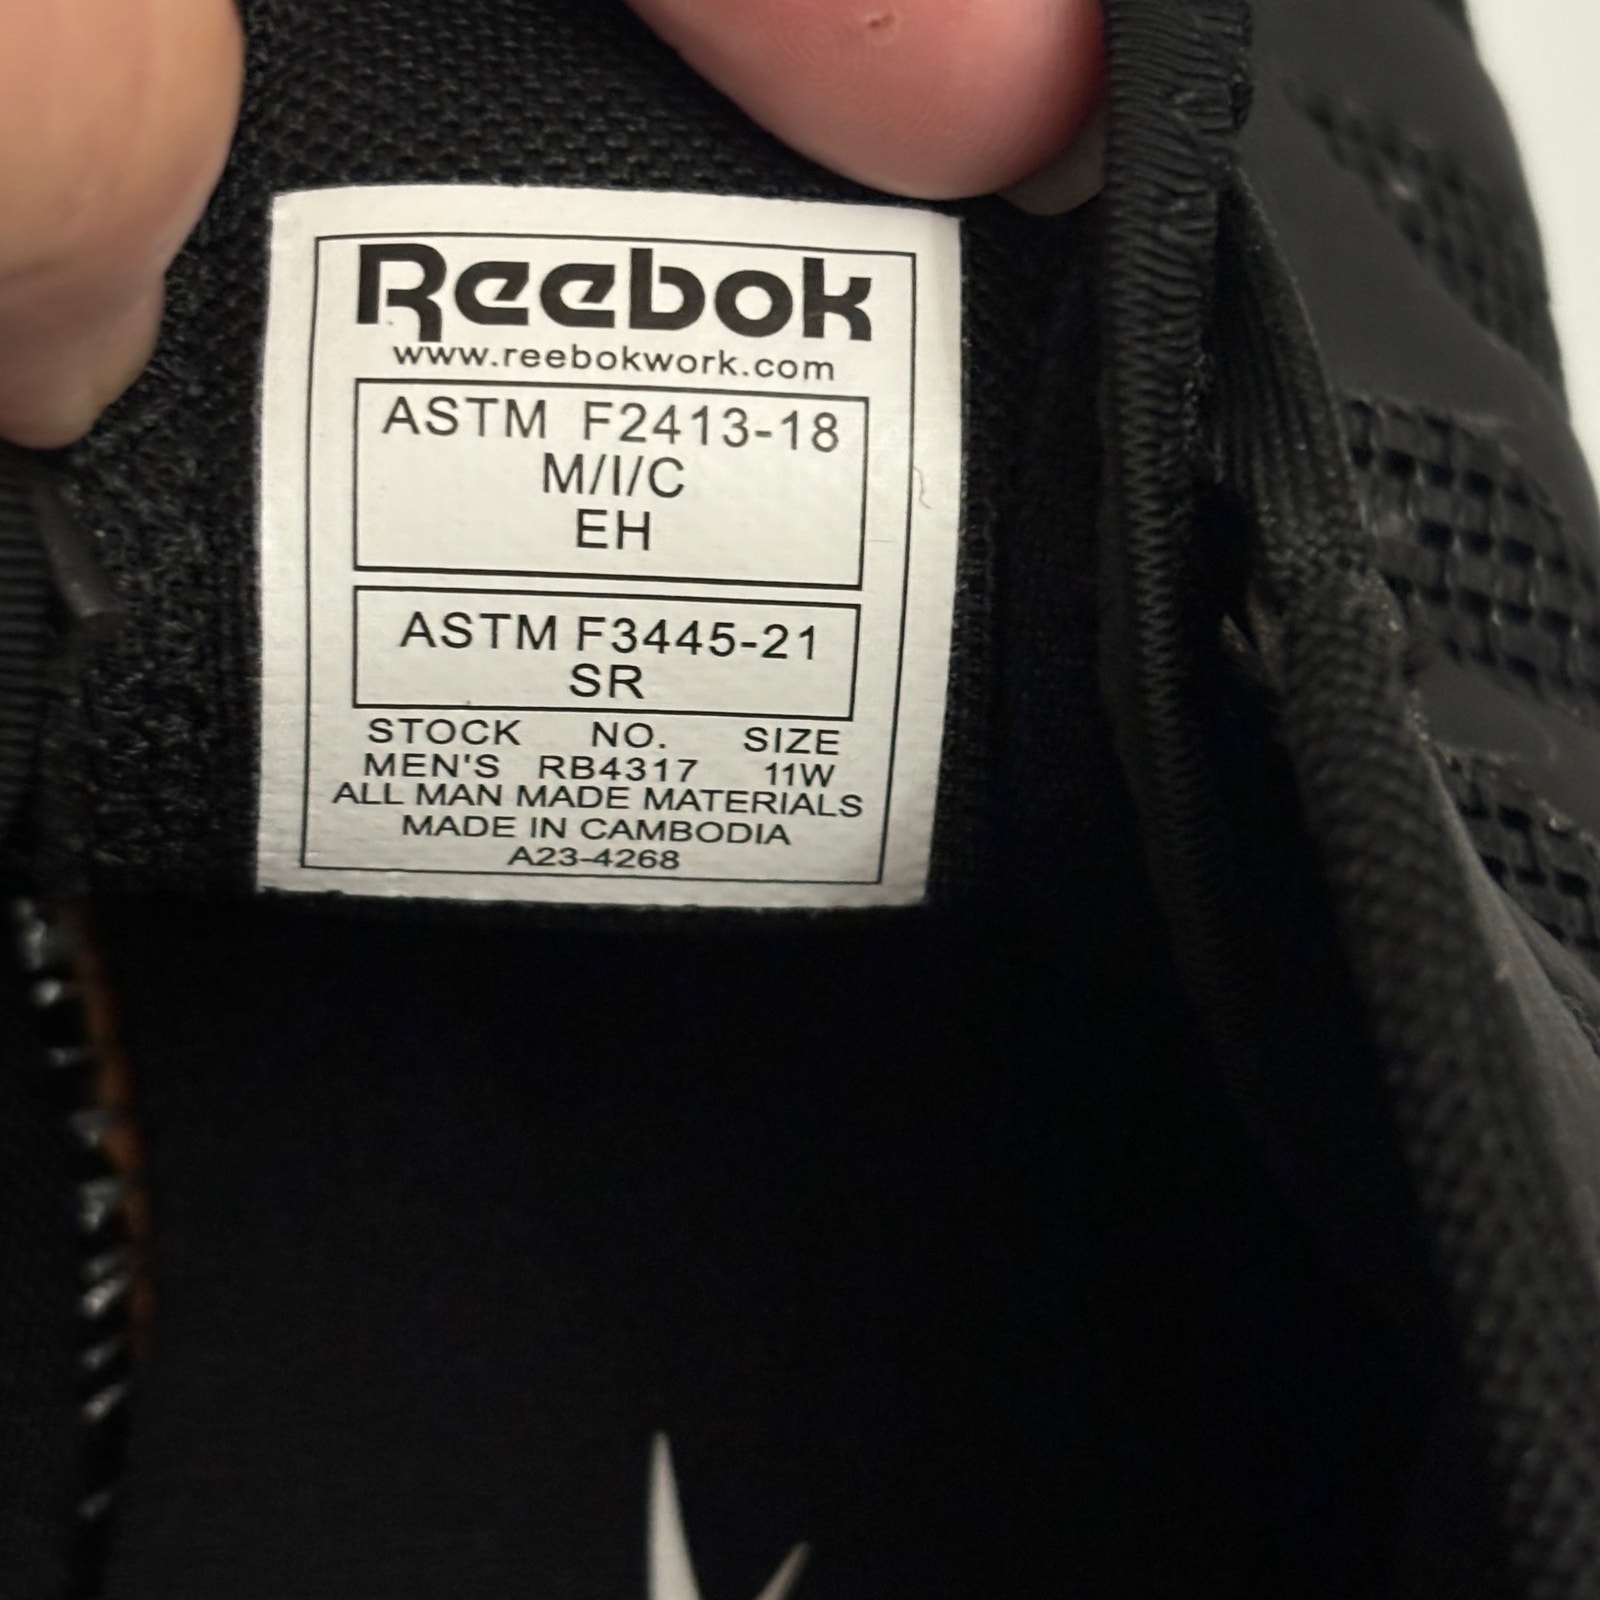 Reebok
www.reebokwork.com
ASTM F2413-18
M/I/C
EH
ASTM F3445-21
SR
STOCK NO. SIZE
MEN'S RB4317 11W
ALL MAN MADE MATERIALS
MADE IN CAMBODIA
A23-4268